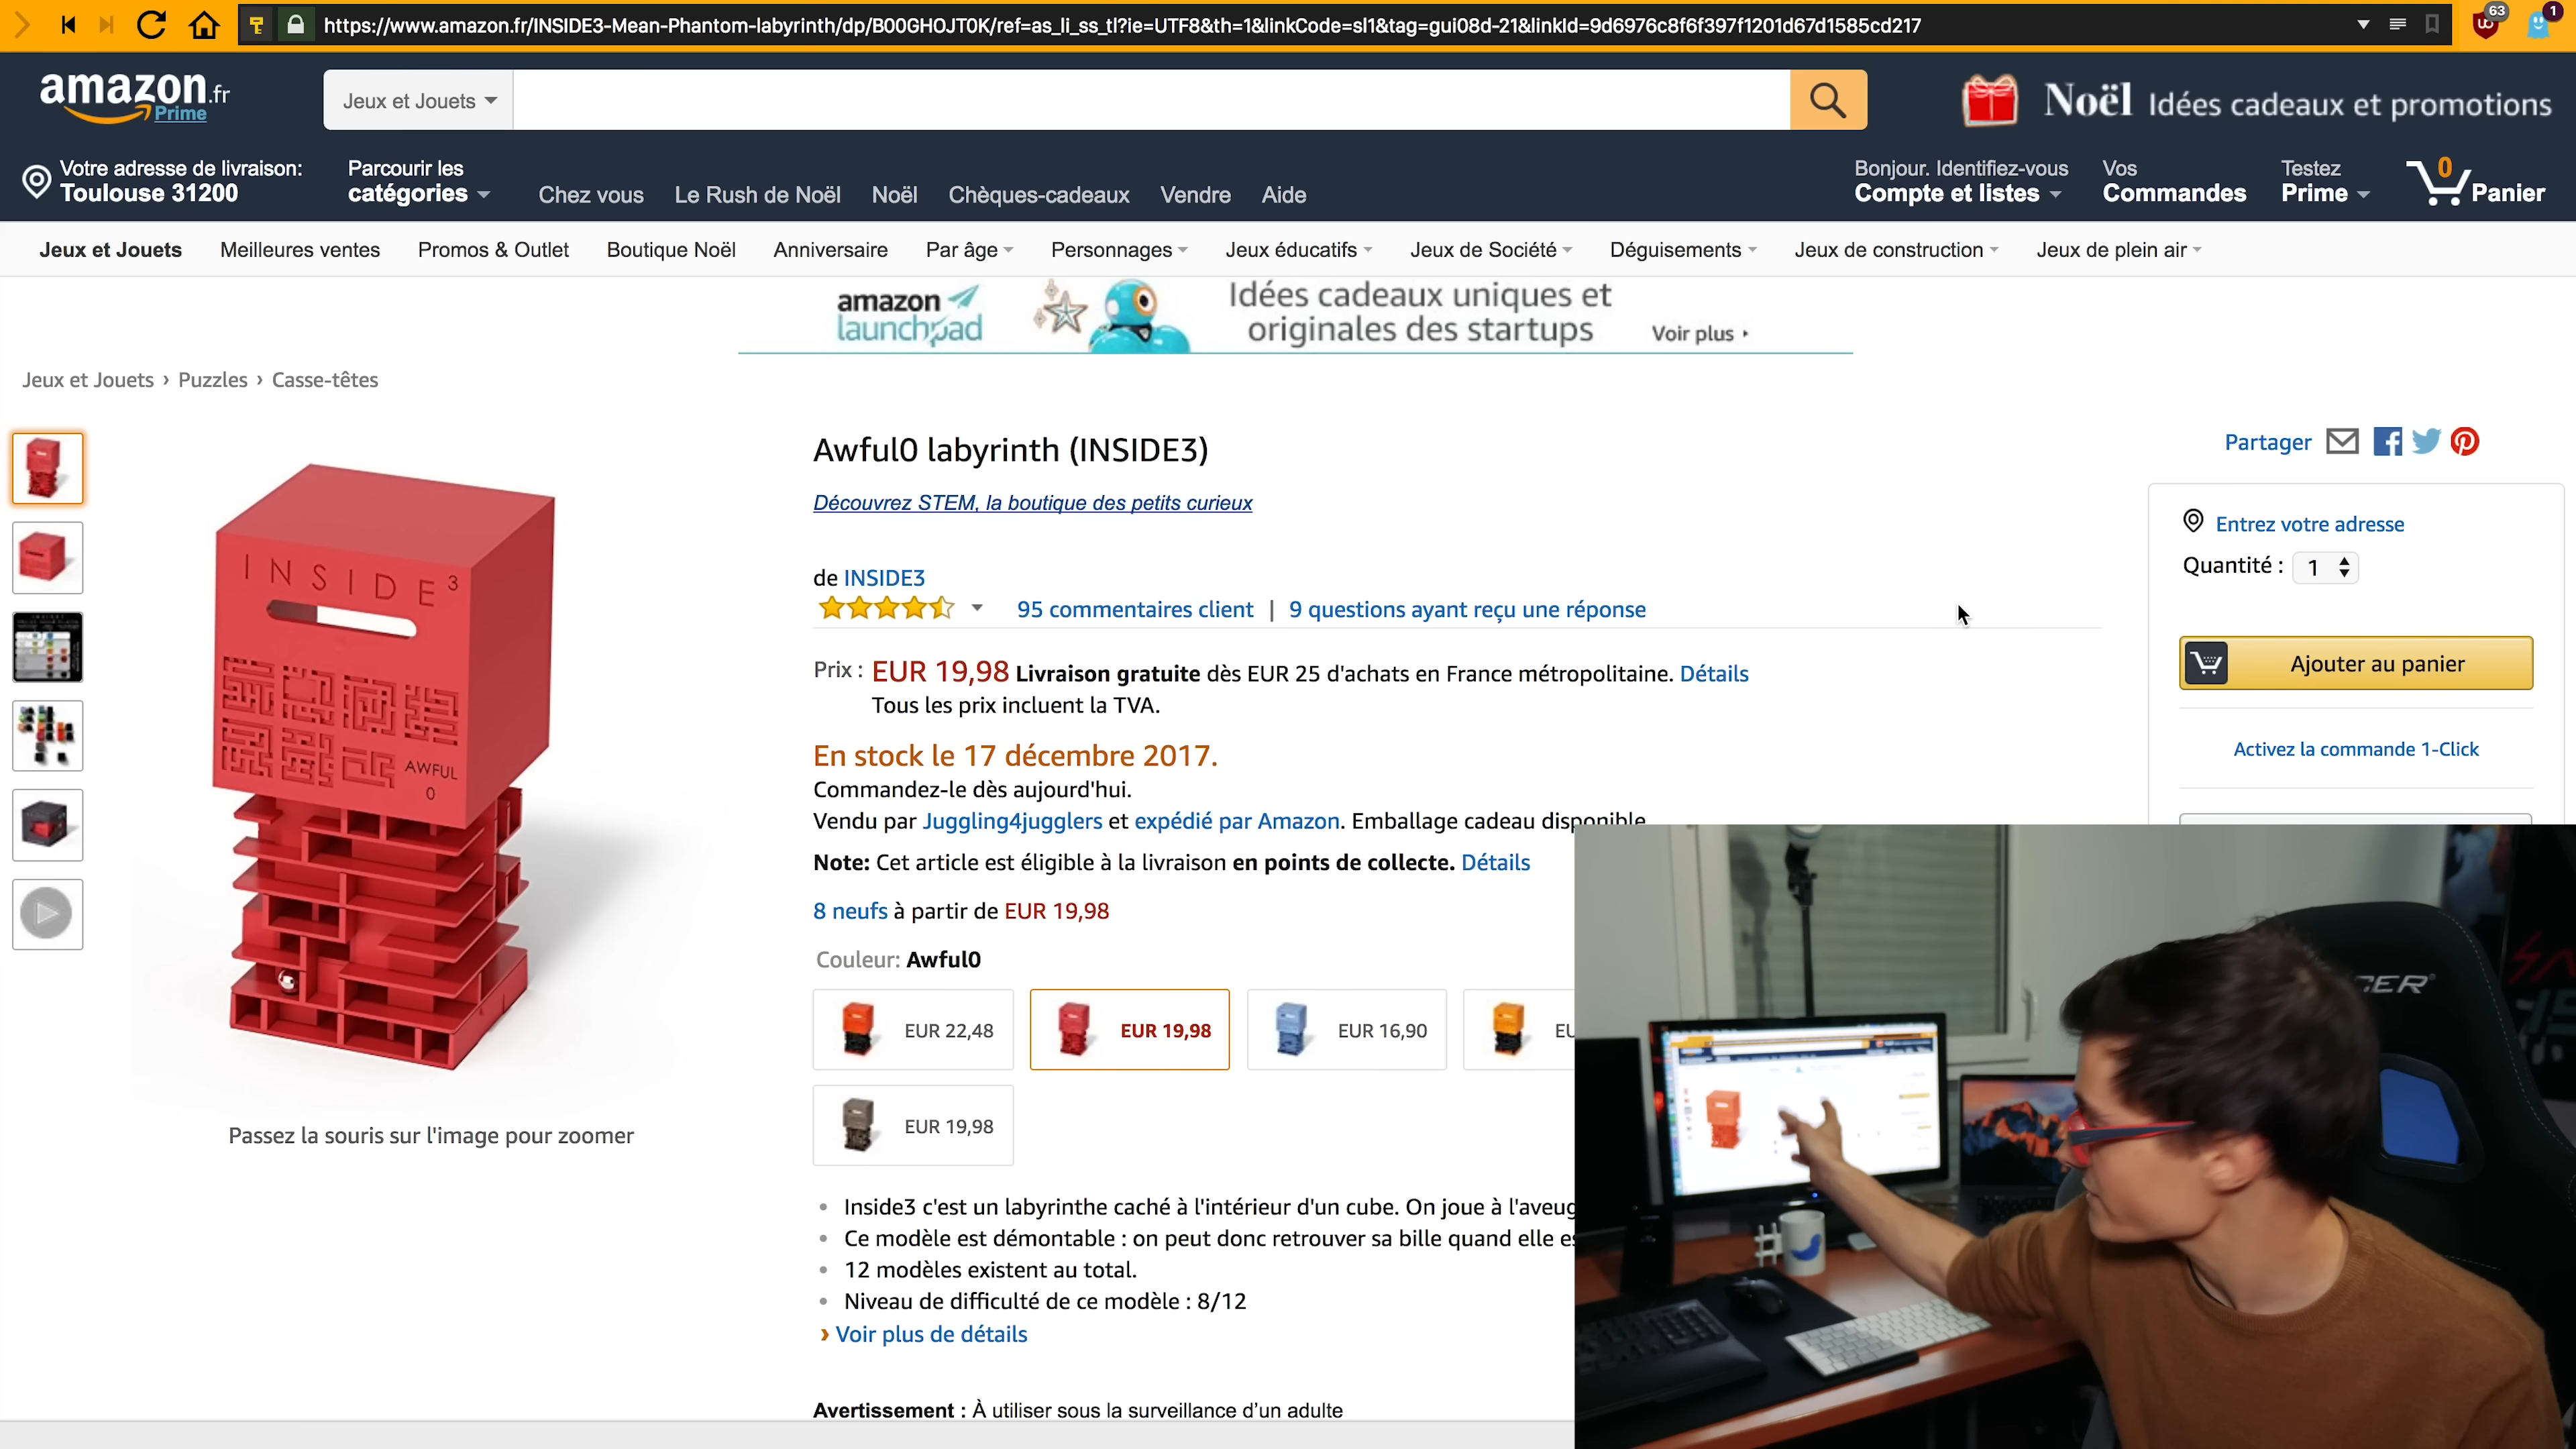 https://www.amazon.fr/INSIDE3-Mean-Phantom-labyrinth/dp/B00GHOJT0K/ref=as_li_ss_tl?ie=UTF8&th=1&linkCode=sl1&tag=gui08d-21&linkId=9d6976c8f6f397f1201d67d1585cd217
63
1
amazon.fr
Prime
Jeux et Jouets
Noël Idées cadeaux et promotions
Votre adresse de livraison:
Toulouse 31200
Parcourir les
catégories
Chez vous
Le Rush de Noël
Noël
Chèques-cadeaux
Vendre
Aide
Bonjour. Identifiez-vous
Compte et listes
Vos
Commandes
Testez
Prime
0
Panier
Jeux et Jouets
Meilleures ventes
Promos & Outlet
Boutique Noël
Anniversaire
Par âge
Personnages
Jeux éducatifs
Jeux de Société
Déguisements
Jeux de construction
Jeux de plein air
amazon
launchpad
Idées cadeaux uniques et
originales des startups
Voir plus
Jeux et Jouets › Puzzles › Casse-têtes
INSIDE3
AWFUL
0
Passez la souris sur l'image pour zoomer
Awful0 labyrinth (INSIDE3)
Découvrez STEM, la boutique des petits curieux
de INSIDE3
95 commentaires client | 9 questions ayant reçu une réponse
Prix : EUR 19,98 Livraison gratuite dès EUR 25 d'achats en France métropolitaine. Détails
Tous les prix incluent la TVA.
En stock le 17 décembre 2017.
Commandez-le dès aujourd'hui.
Vendu par Juggling4jugglers et expédié par Amazon. Emballage cadeau disponible
Note: Cet article est éligible à la livraison en points de collecte. Détails
8 neufs à partir de EUR 19,98
Couleur: Awful0
EUR 22,48
EUR 19,98
EUR 16,90
EU
EUR 19,98
• Inside3 c'est un labyrinthe caché à l'intérieur d'un cube. On joue à l'aveug
• Ce modèle est démontable : on peut donc retrouver sa bille quand elle es
• 12 modèles existent au total.
• Niveau de difficulté de ce modèle : 8/12
› Voir plus de détails
Avertissement : À utiliser sous la surveillance d'un adulte
Partager
Entrez votre adresse
Quantité : 1
Ajouter au panier
Activez la commande 1-Click
CER